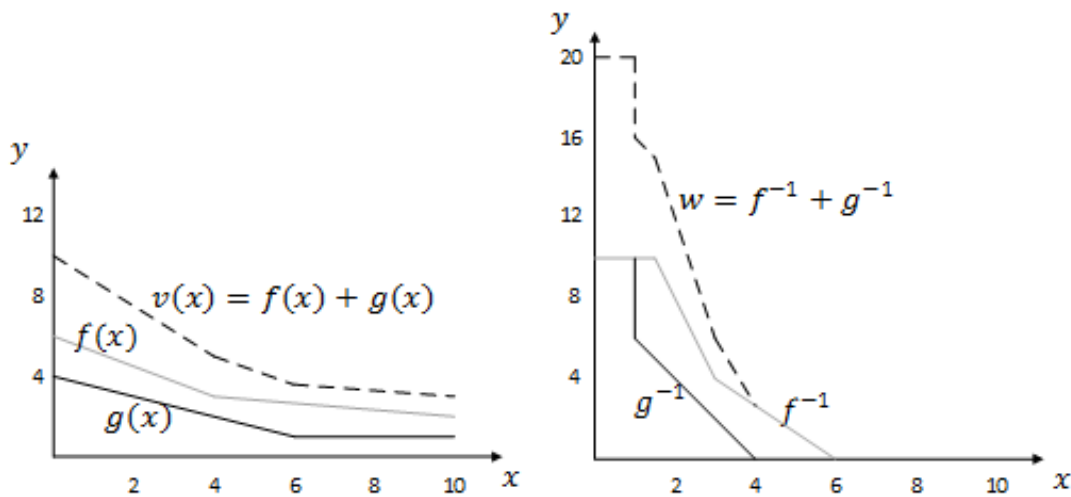 y
12
8
4
v(x) = f(x) + g(x)
f(x)
g(x)
2 4 6 8 10
x
y
20
16
12
8
4
w = f⁻¹ + g⁻¹
g⁻¹
f⁻¹
2 4 6 8 10
x